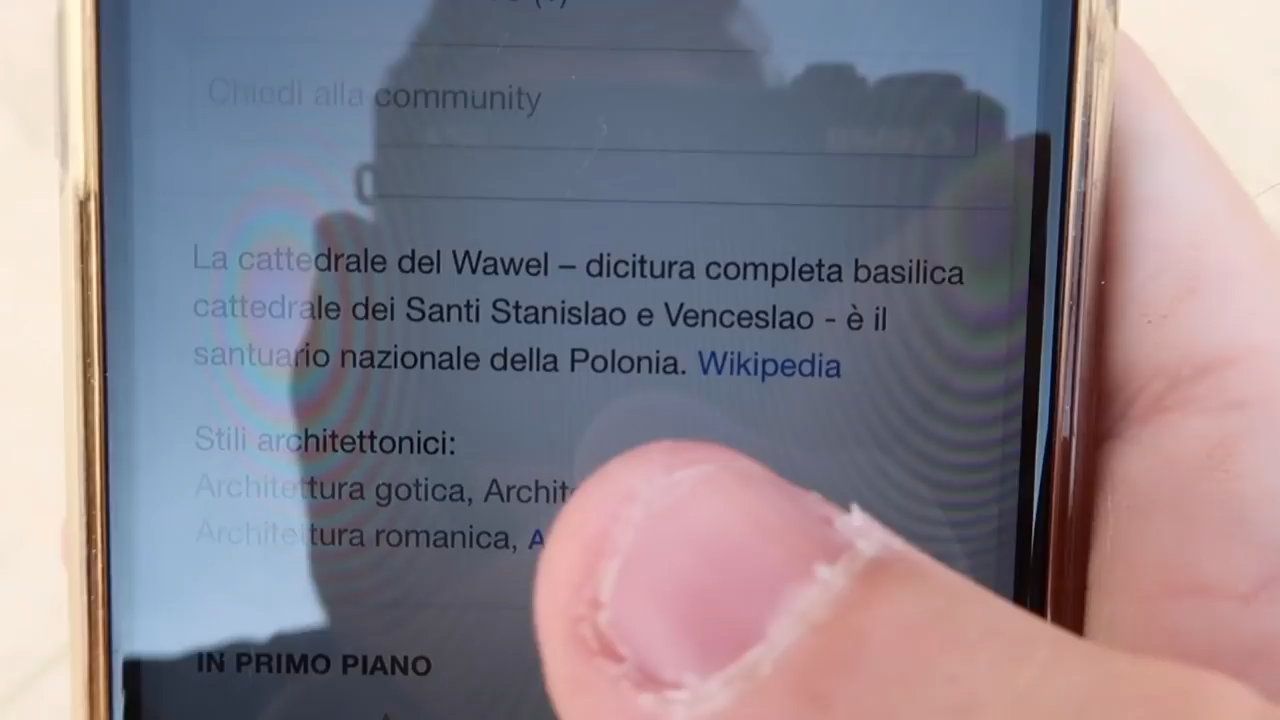 Chiedi alla community
La cattedrale del Wawel – dicitura completa basilica
cattedrale dei Santi Stanislao e Venceslao - è il
santuario nazionale della Polonia. Wikipedia
Stili architettonici:
Architettura gotica,
Architettura romanica,
IN PRIMO PIANO